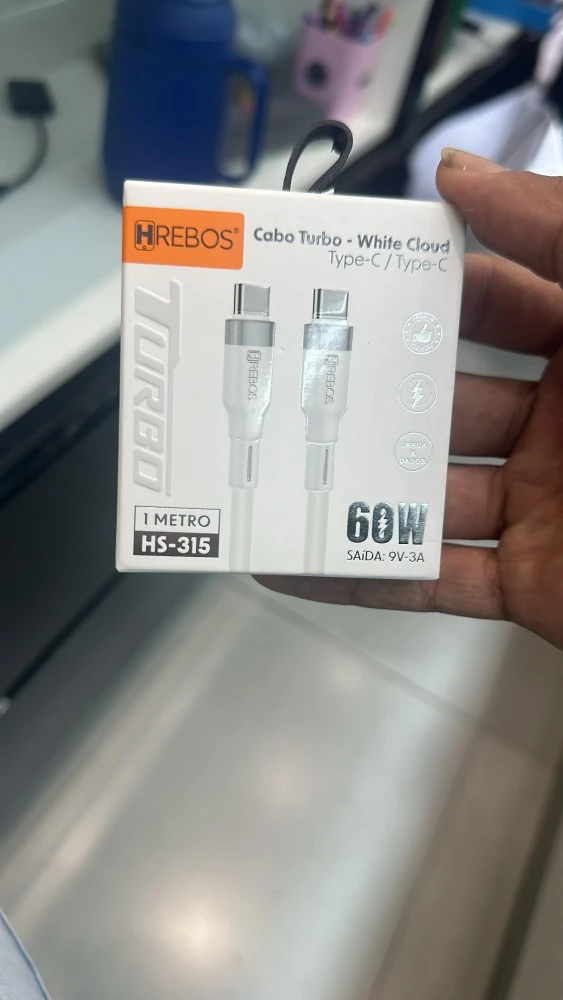 HREBOS®
Cabo Turbo - White Cloud
Type-C / Type-C
TURBO
HREBOS
HREBOS
CARGA
&
DADOS
1 METRO
HS-315
60W
SAÍDA: 9V-3A